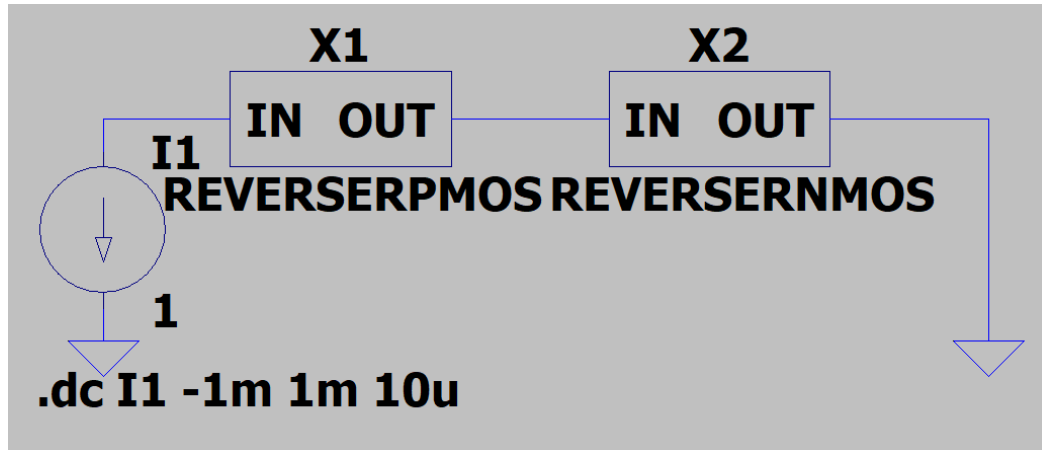 X1 X2
IN OUT IN OUT
I1
REVERSERPMOS REVERSERNMOS
1
.dc I1 -1m 1m 10u